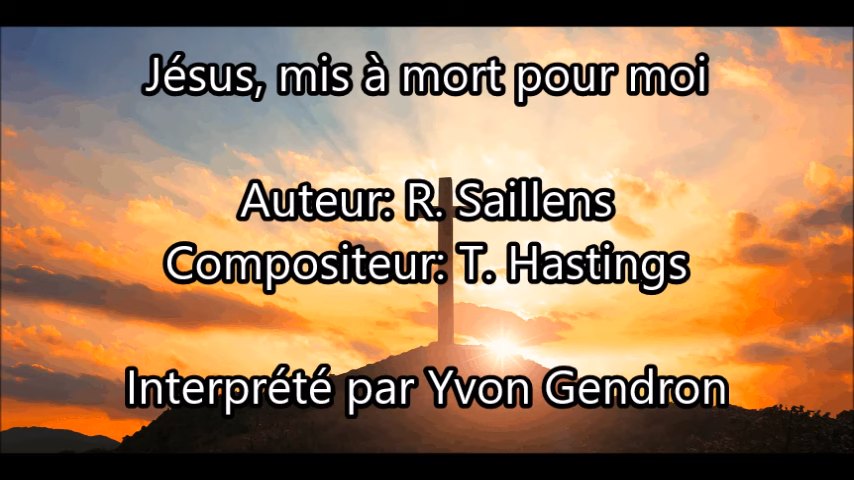 Jésus, mis à mort pour moi
Auteur: R. Saillens
Compositeur: T. Hastings
Interprété par Yvon Gendron